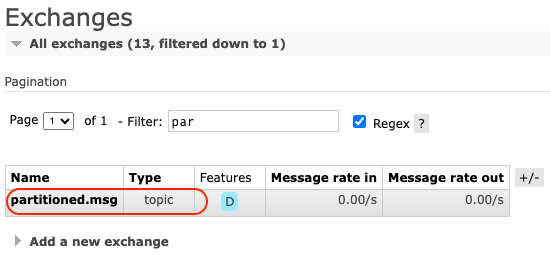 Exchanges
All exchanges (13, filtered down to 1)
Pagination
Page 1 of 1 - Filter: par Regex ?
Name Type Features Message rate in Message rate out +/-
partitioned.msg topic D 0.00/s 0.00/s
Add a new exchange